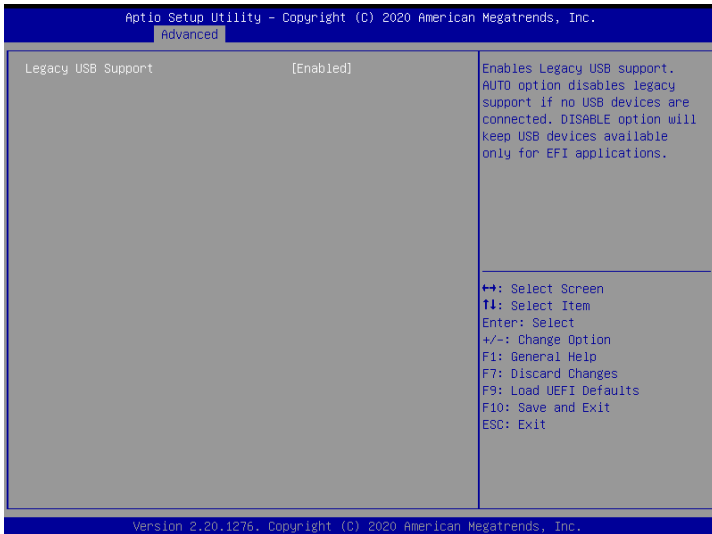 Aptio Setup Utility – Copyright (C) 2020 American Megatrends, Inc.
Advanced
Legacy USB Support [Enabled]
Enables Legacy USB support.
AUTO option disables legacy
support if no USB devices are
connected. DISABLE option will
keep USB devices available
only for EFI applications.
↔: Select Screen
↑↓: Select Item
Enter: Select
+/-: Change Option
F1: General Help
F7: Discard Changes
F9: Load UEFI Defaults
F10: Save and Exit
ESC: Exit
Version 2.20.1276. Copyright (C) 2020 American Megatrends, Inc.